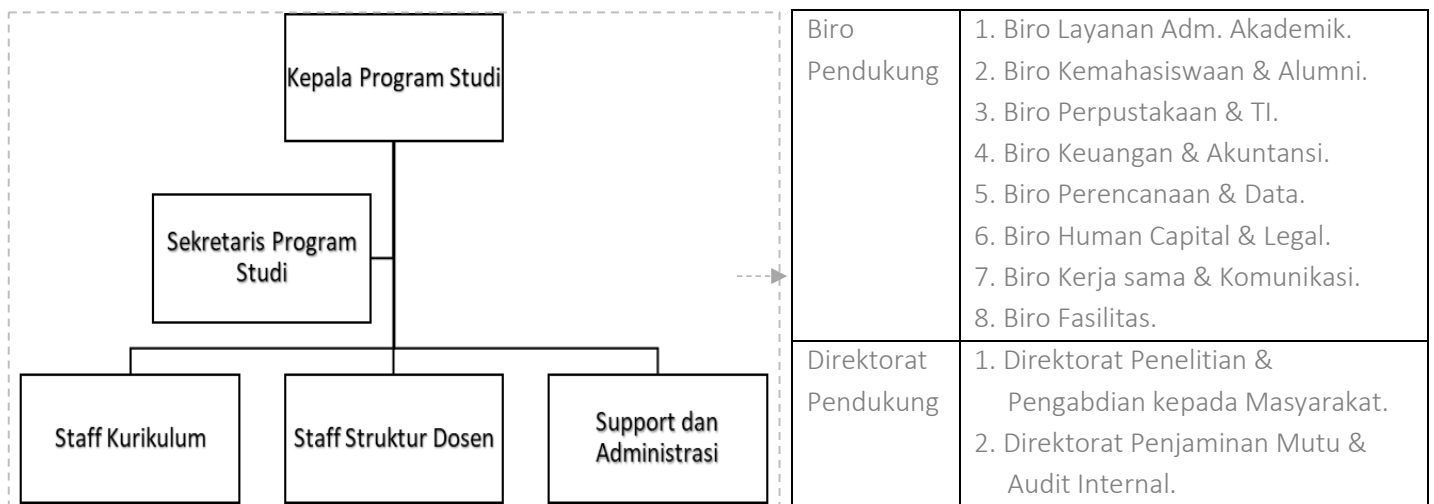 Kepala Program Studi
Sekretaris Program
Studi
Staff Kurikulum
Staff Struktur Dosen
Support dan
Administrasi
Biro
Pendukung
1. Biro Layanan Adm. Akademik.
2. Biro Kemahasiswaan & Alumni.
3. Biro Perpustakaan & TI.
4. Biro Keuangan & Akuntansi.
5. Biro Perencanaan & Data.
6. Biro Human Capital & Legal.
7. Biro Kerja sama & Komunikasi.
8. Biro Fasilitas.
Direktorat
Pendukung
1. Direktorat Penelitian &
Pengabdian kepada Masyarakat.
2. Direktorat Penjaminan Mutu &
Audit Internal.